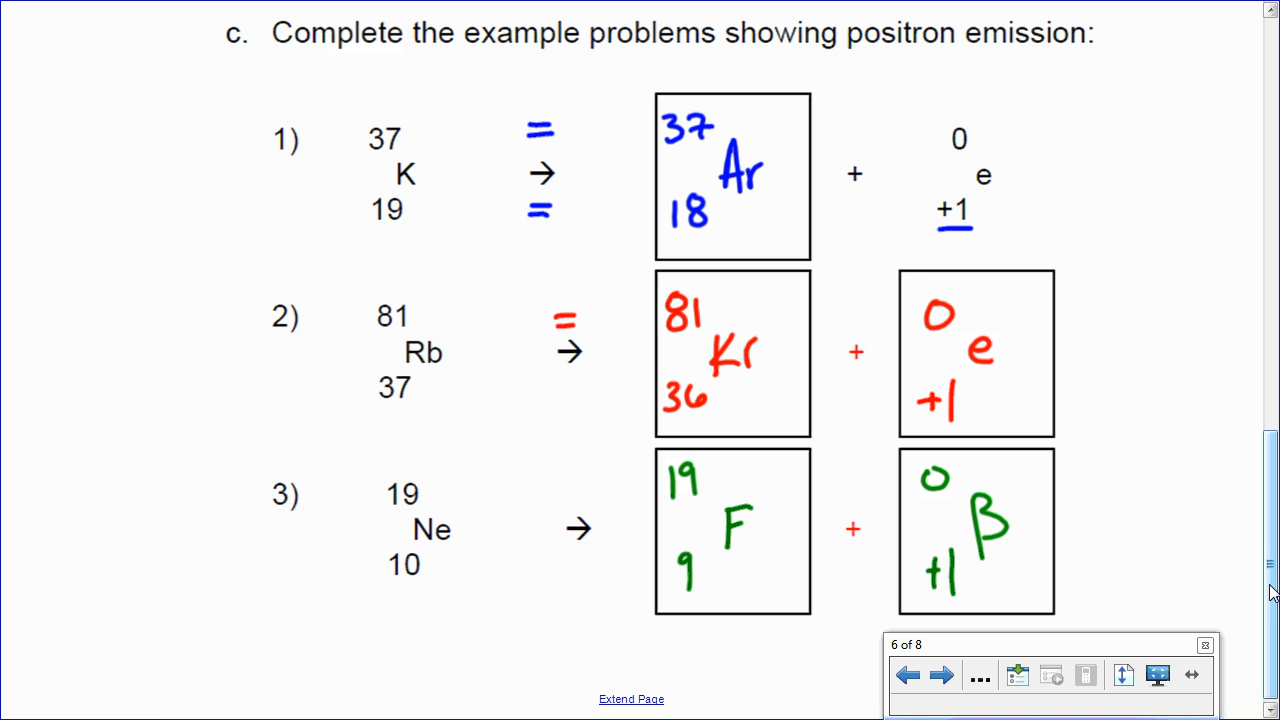 c. Complete the example problems showing positron emission:
37 = 37 0
1) K → Ar + e
19 = 18 +1
81 = 81 0
2) Rb → Kr + e
37 36 +1
19 19 0
3) Ne → F + β
10 9 +1
6 of 8
...
Extend Page